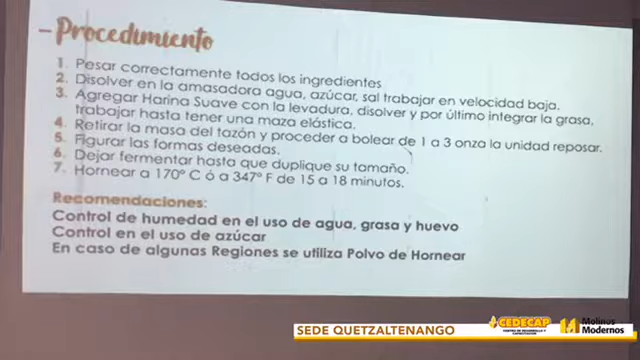 -Procedimiento
1. Pesar correctamente todos los ingredientes
2. Disolver en la amasadora agua, azúcar, sal trabajar en velocidad baja.
3. Agregar Harina Suave con la levadura, disolver y por último integrar la grasa,
trabajar hasta tener una maza elástica.
4. Retirar la masa del tazón y proceder a bolear de 1 a 3 onza la unidad reposar.
5. Figurar las formas deseadas.
6. Dejar fermentar hasta que duplique su tamaño.
7. Hornear a 170º C ó a 347º F de 15 a 18 minutos.
Recomendaciones:
Control de humedad en el uso de agua, grasa y huevo
Control en el uso de azúcar
En caso de algunas Regiones se utiliza Polvo de Hornear
SEDE QUETZALTENANGO
CEDECAP
Molinos
Modernos